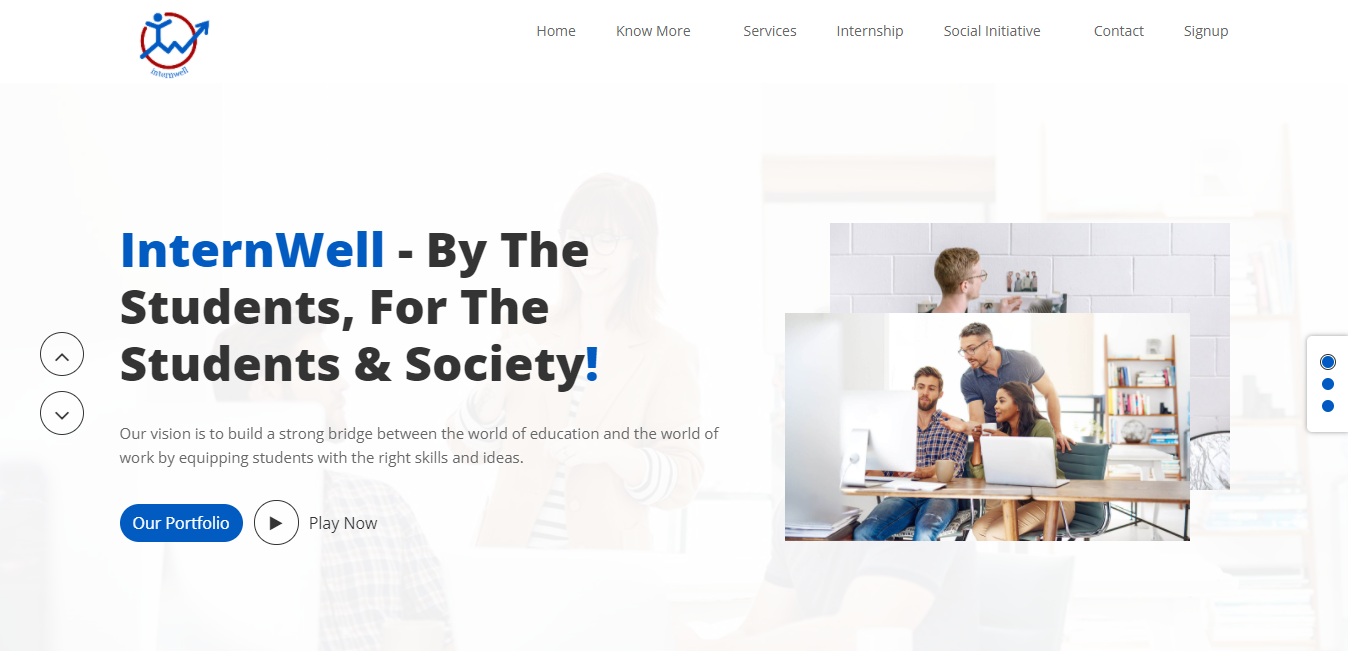 Internwell
Home Know More Services Internship Social Initiative Contact Signup
InternWell - By The
Students, For The
Students & Society!
Our vision is to build a strong bridge between the world of education and the world of
work by equipping students with the right skills and ideas.
Our Portfolio Play Now